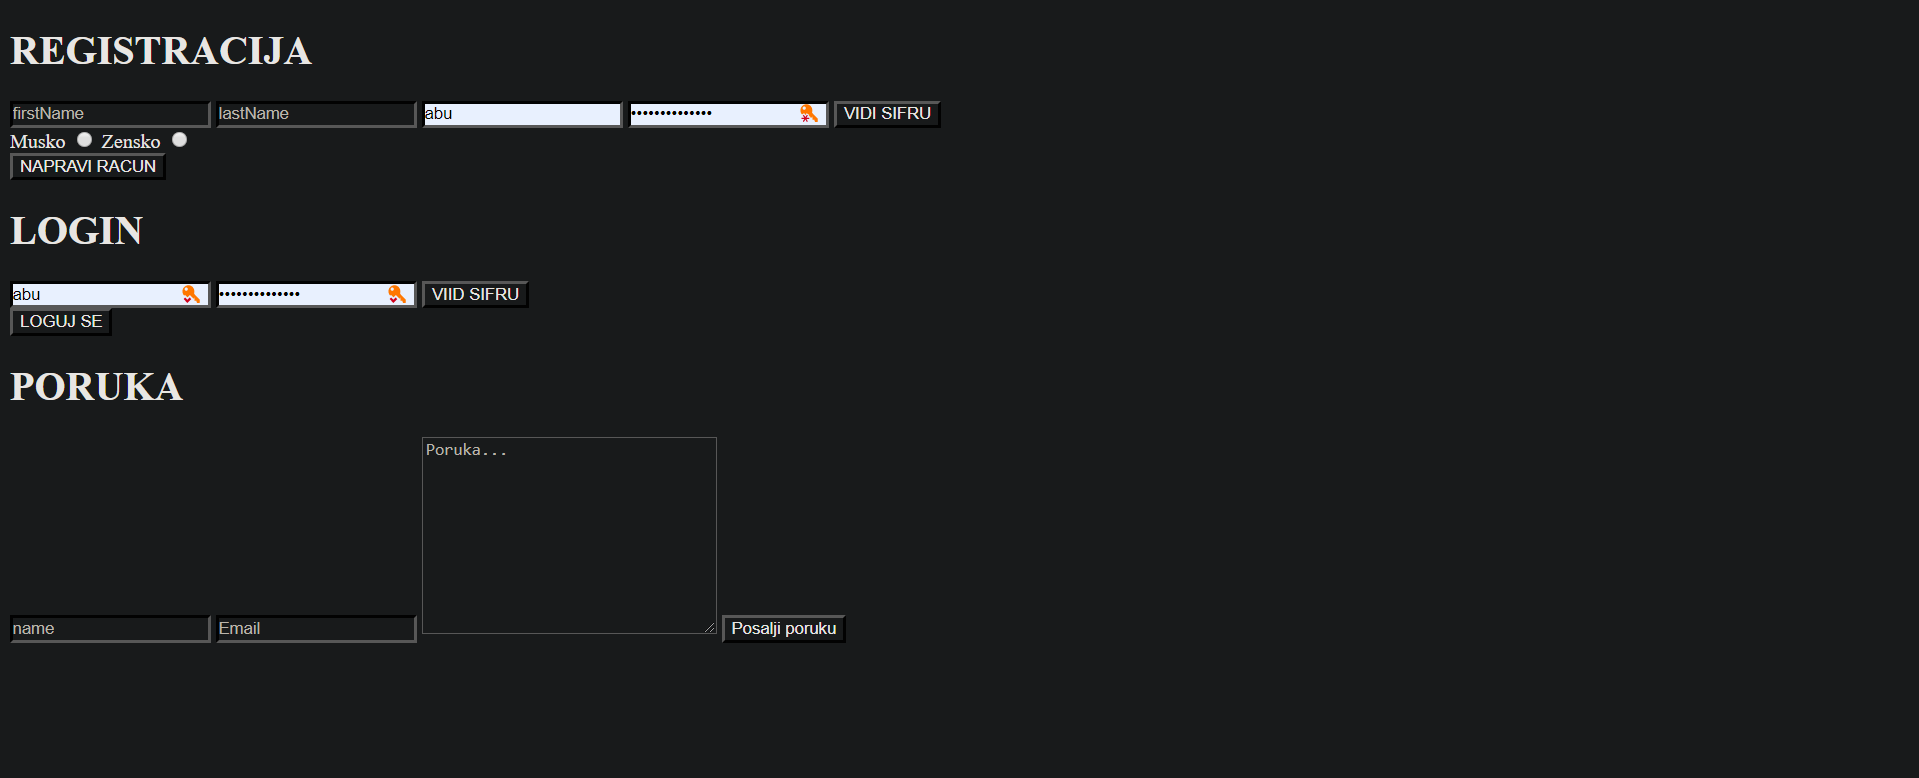 REGISTRACIJA
firstName lastName abu •••••••••••••• VIDI SIFRU
Musko Zensko
NAPRAVI RACUN
LOGIN
abu •••••••••••••• VIID SIFRU
LOGUJ SE
PORUKA
Poruka...
name Email Posalji poruku